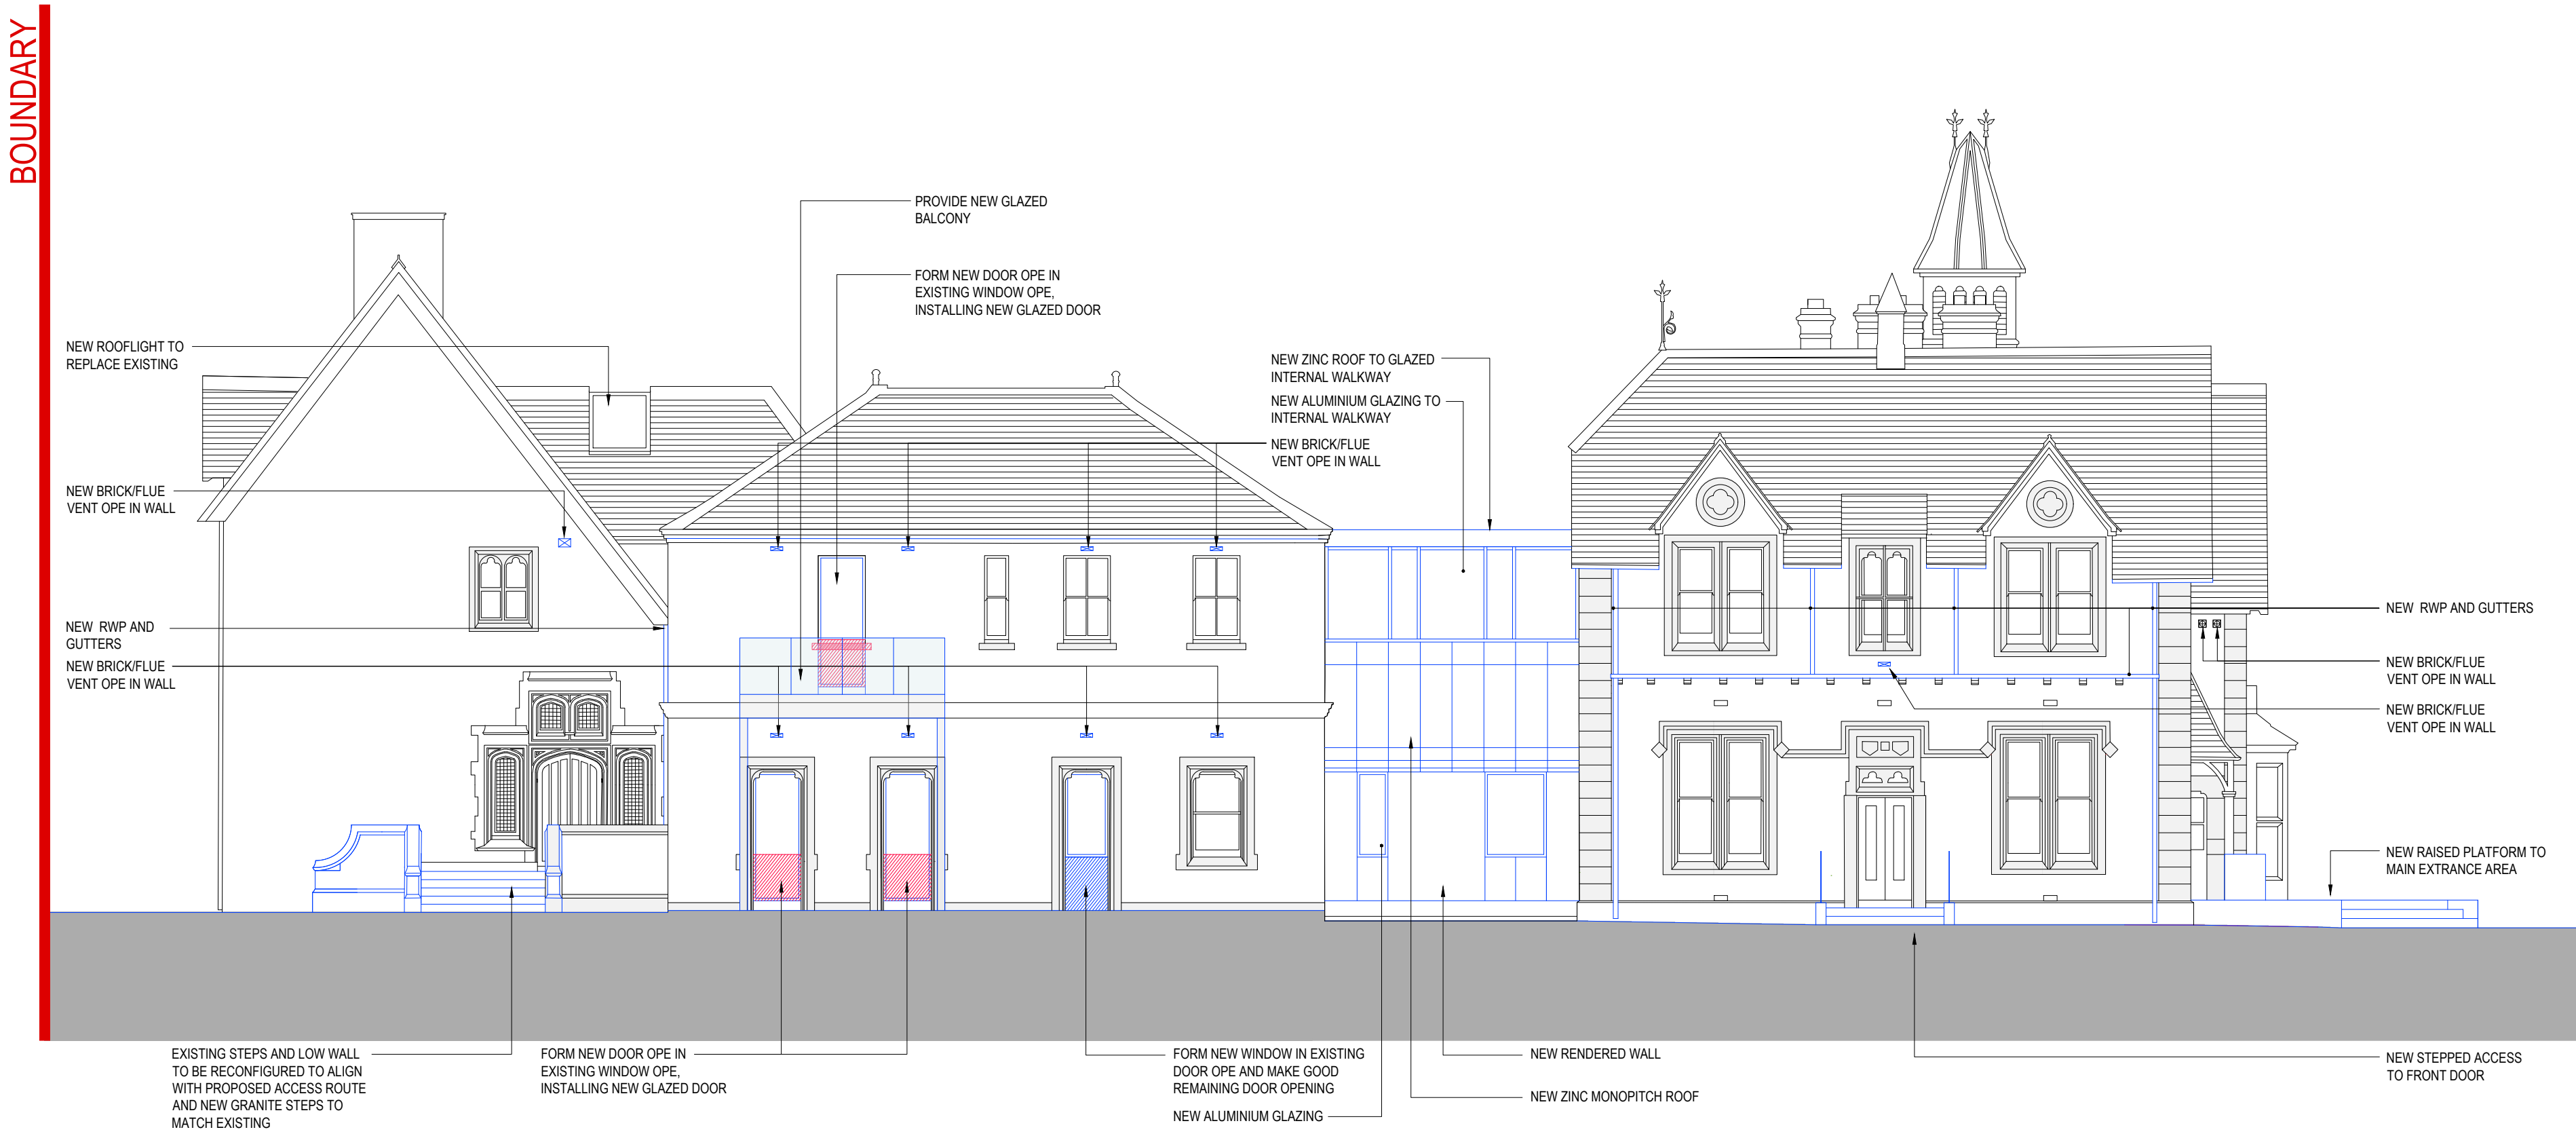 BOUNDARY
PROVIDE NEW GLAZED
BALCONY
FORM NEW DOOR OPE IN
EXISTING WINDOW OPE,
INSTALLING NEW GLAZED DOOR
NEW ROOFLIGHT TO
REPLACE EXISTING
NEW ZINC ROOF TO GLAZED
INTERNAL WALKWAY
NEW ALUMINIUM GLAZING TO
INTERNAL WALKWAY
NEW BRICK/FLUE
VENT OPE IN WALL
NEW BRICK/FLUE
VENT OPE IN WALL
NEW RWP AND
GUTTERS
NEW BRICK/FLUE
VENT OPE IN WALL
NEW RWP AND GUTTERS
NEW BRICK/FLUE
VENT OPE IN WALL
NEW BRICK/FLUE
VENT OPE IN WALL
NEW RAISED PLATFORM TO
MAIN EXTRANCE AREA
EXISTING STEPS AND LOW WALL
TO BE RECONFIGURED TO ALIGN
WITH PROPOSED ACCESS ROUTE
AND NEW GRANITE STEPS TO
MATCH EXISTING
FORM NEW DOOR OPE IN
EXISTING WINDOW OPE,
INSTALLING NEW GLAZED DOOR
FORM NEW WINDOW IN EXISTING
DOOR OPE AND MAKE GOOD
REMAINING DOOR OPENING
NEW ALUMINIUM GLAZING
NEW RENDERED WALL
NEW ZINC MONOPITCH ROOF
NEW STEPPED ACCESS
TO FRONT DOOR